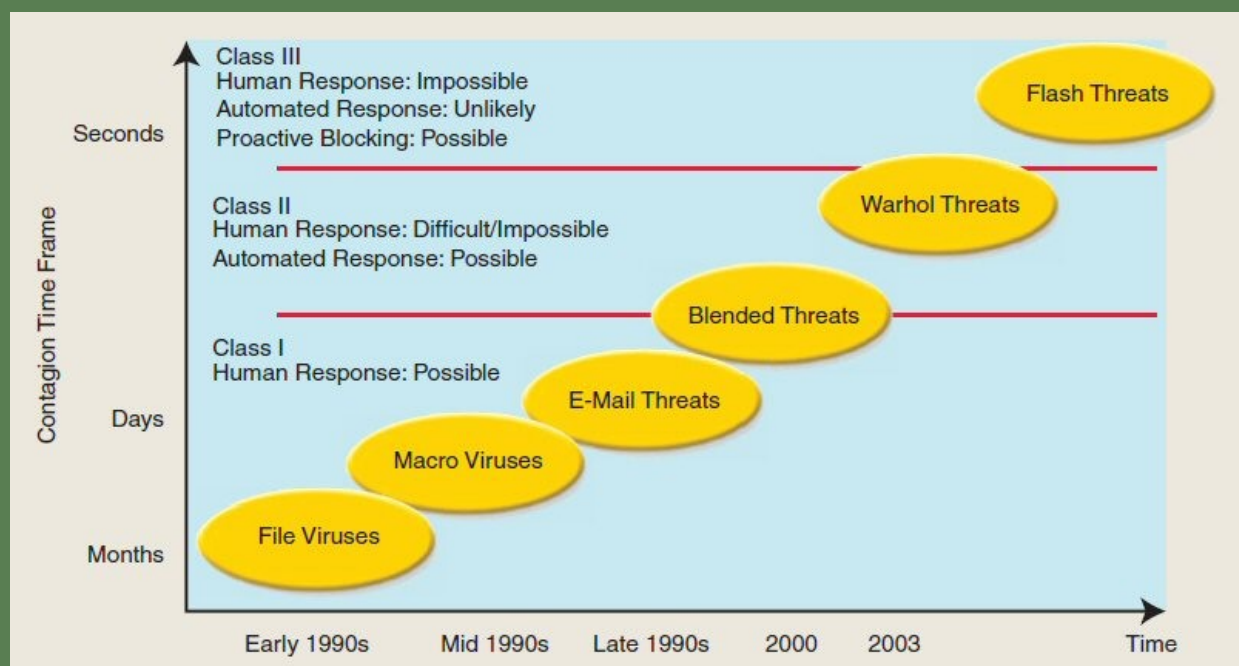 Class III
Human Response: Impossible
Automated Response: Unlikely
Proactive Blocking: Possible
Flash Threats
Seconds
Warhol Threats
Class II
Human Response: Difficult/Impossible
Automated Response: Possible
Contagion Time Frame
Blended Threats
Class I
Human Response: Possible
E-Mail Threats
Days
Macro Viruses
File Viruses
Months
Early 1990s
Mid 1990s
Late 1990s
2000
2003
Time